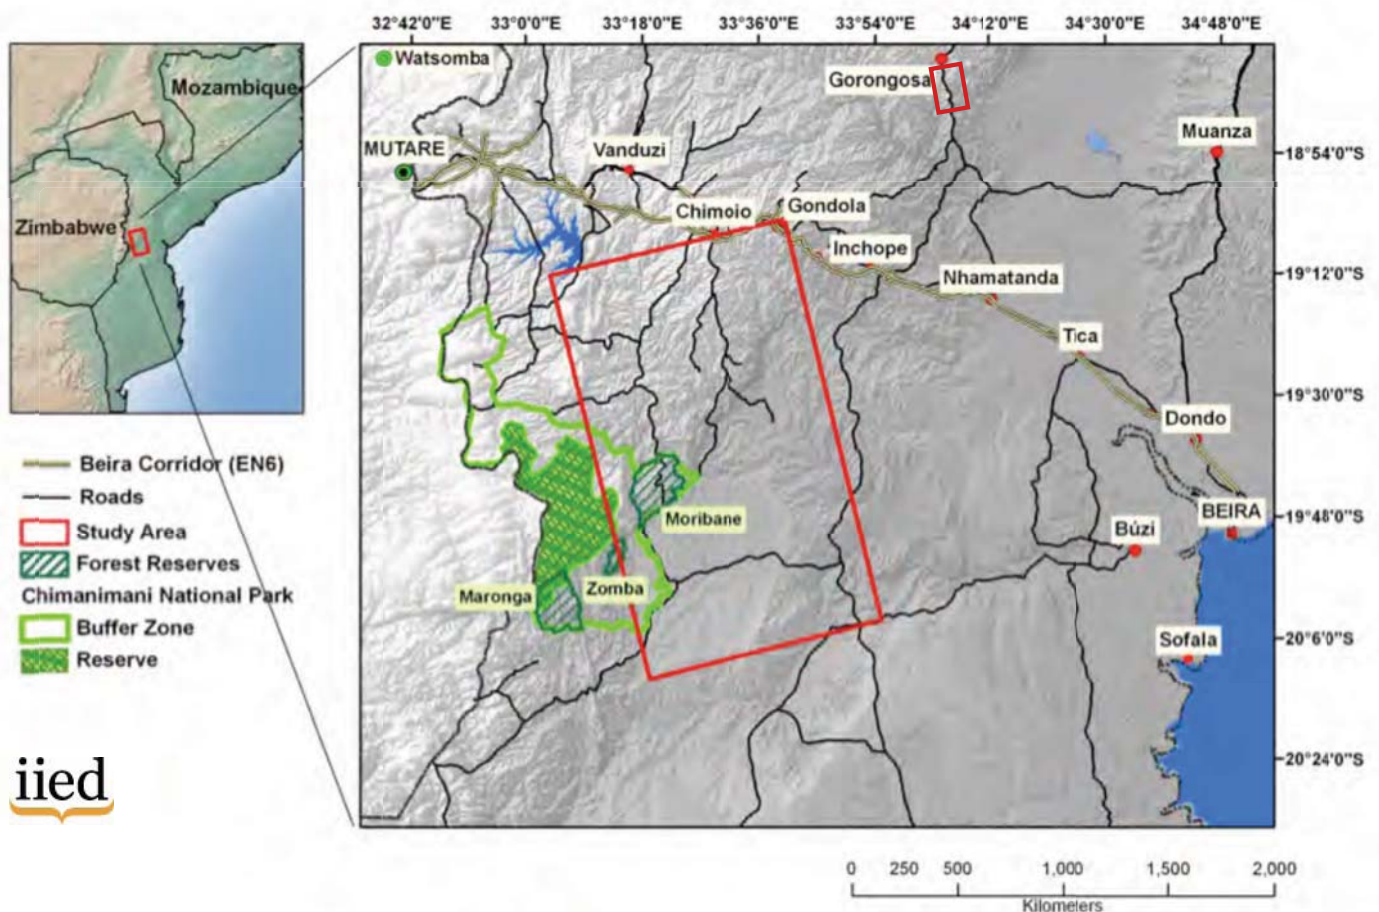 32°42'0"E 33°0'0"E 33°18'0"E 33°36'0"E 33°54'0"E 34°12'0"E 34°30'0"E 34°48'0"E
Mozambique
Zimbabwe
Watsomba
Gorongosa
MUTARE
Vanduzi
Muanza
18°54'0"S
Chimoio
Gondola
Inchope
Nhamatanda
19°12'0"S
Tica
19°30'0"S
Dondo
Moribane
BEIRA
19°48'0"S
Búzi
Maronga
Zomba
Sofala
20°6'0"S
20°24'0"S
Beira Corridor (EN6)
Roads
Study Area
Forest Reserves
Chimanimani National Park
Buffer Zone
Reserve
iied
0 250 500 1,000 1,500 2,000
Kilometers